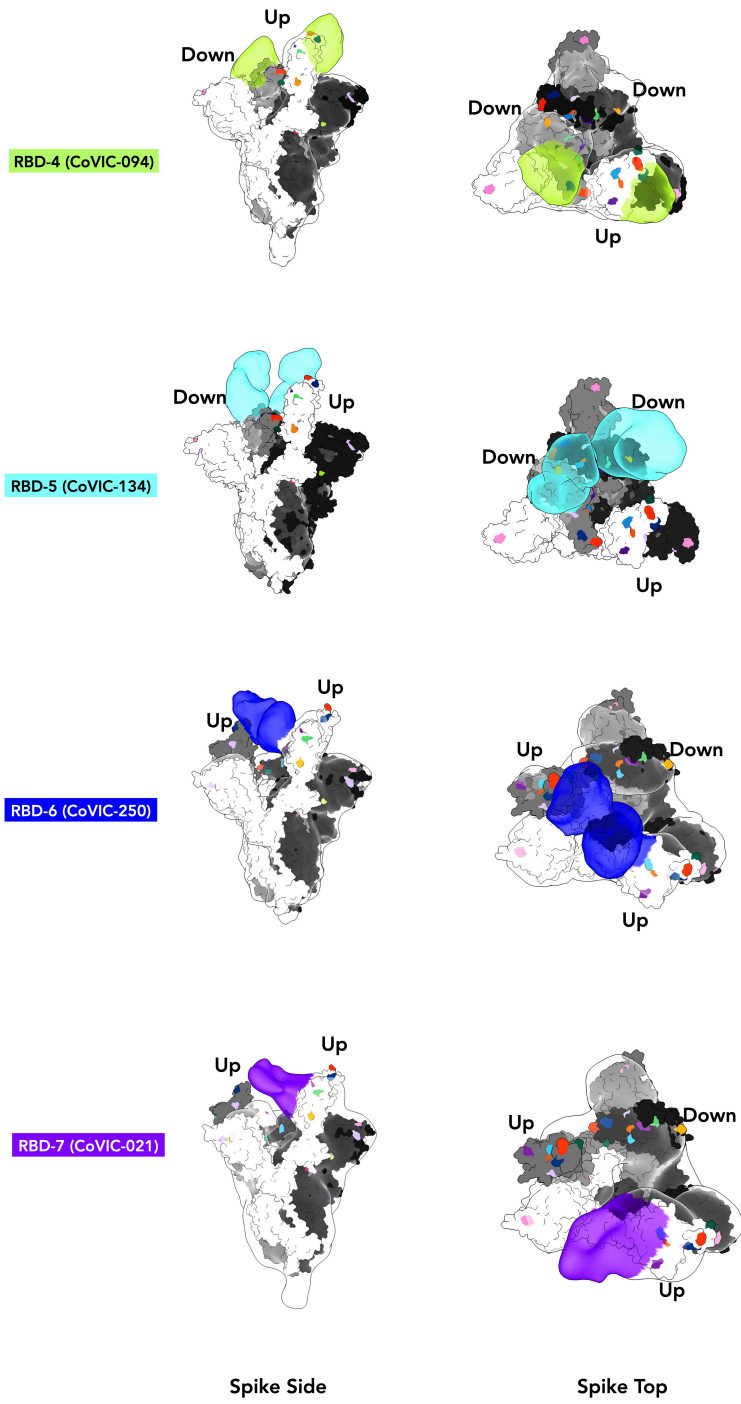 Up
Down
Down
Down
RBD-4 (CoVIC-094)
Up
Down
Up
Down
Down
RBD-5 (CoVIC-134)
Up
Up
Up
Up
Down
RBD-6 (CoVIC-250)
Up
Up
Up
Up
Down
RBD-7 (CoVIC-021)
Up
Spike Side
Spike Top